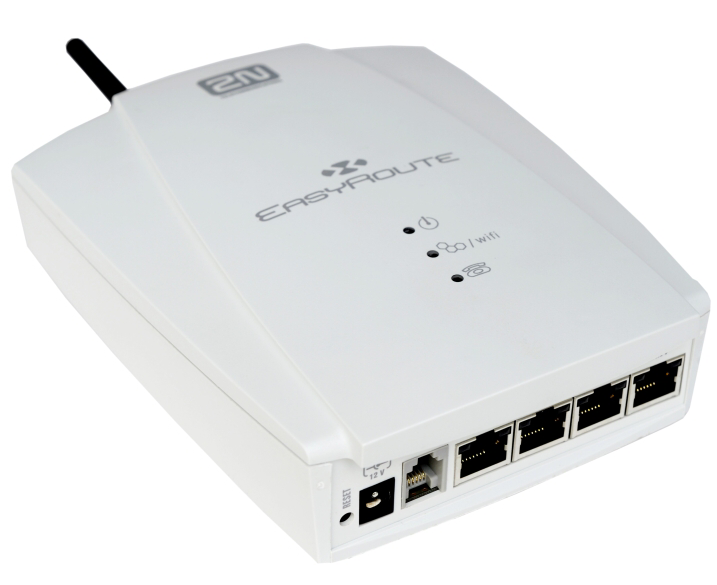 2N
EASYROUTE
/ wifi
12 V
RESET